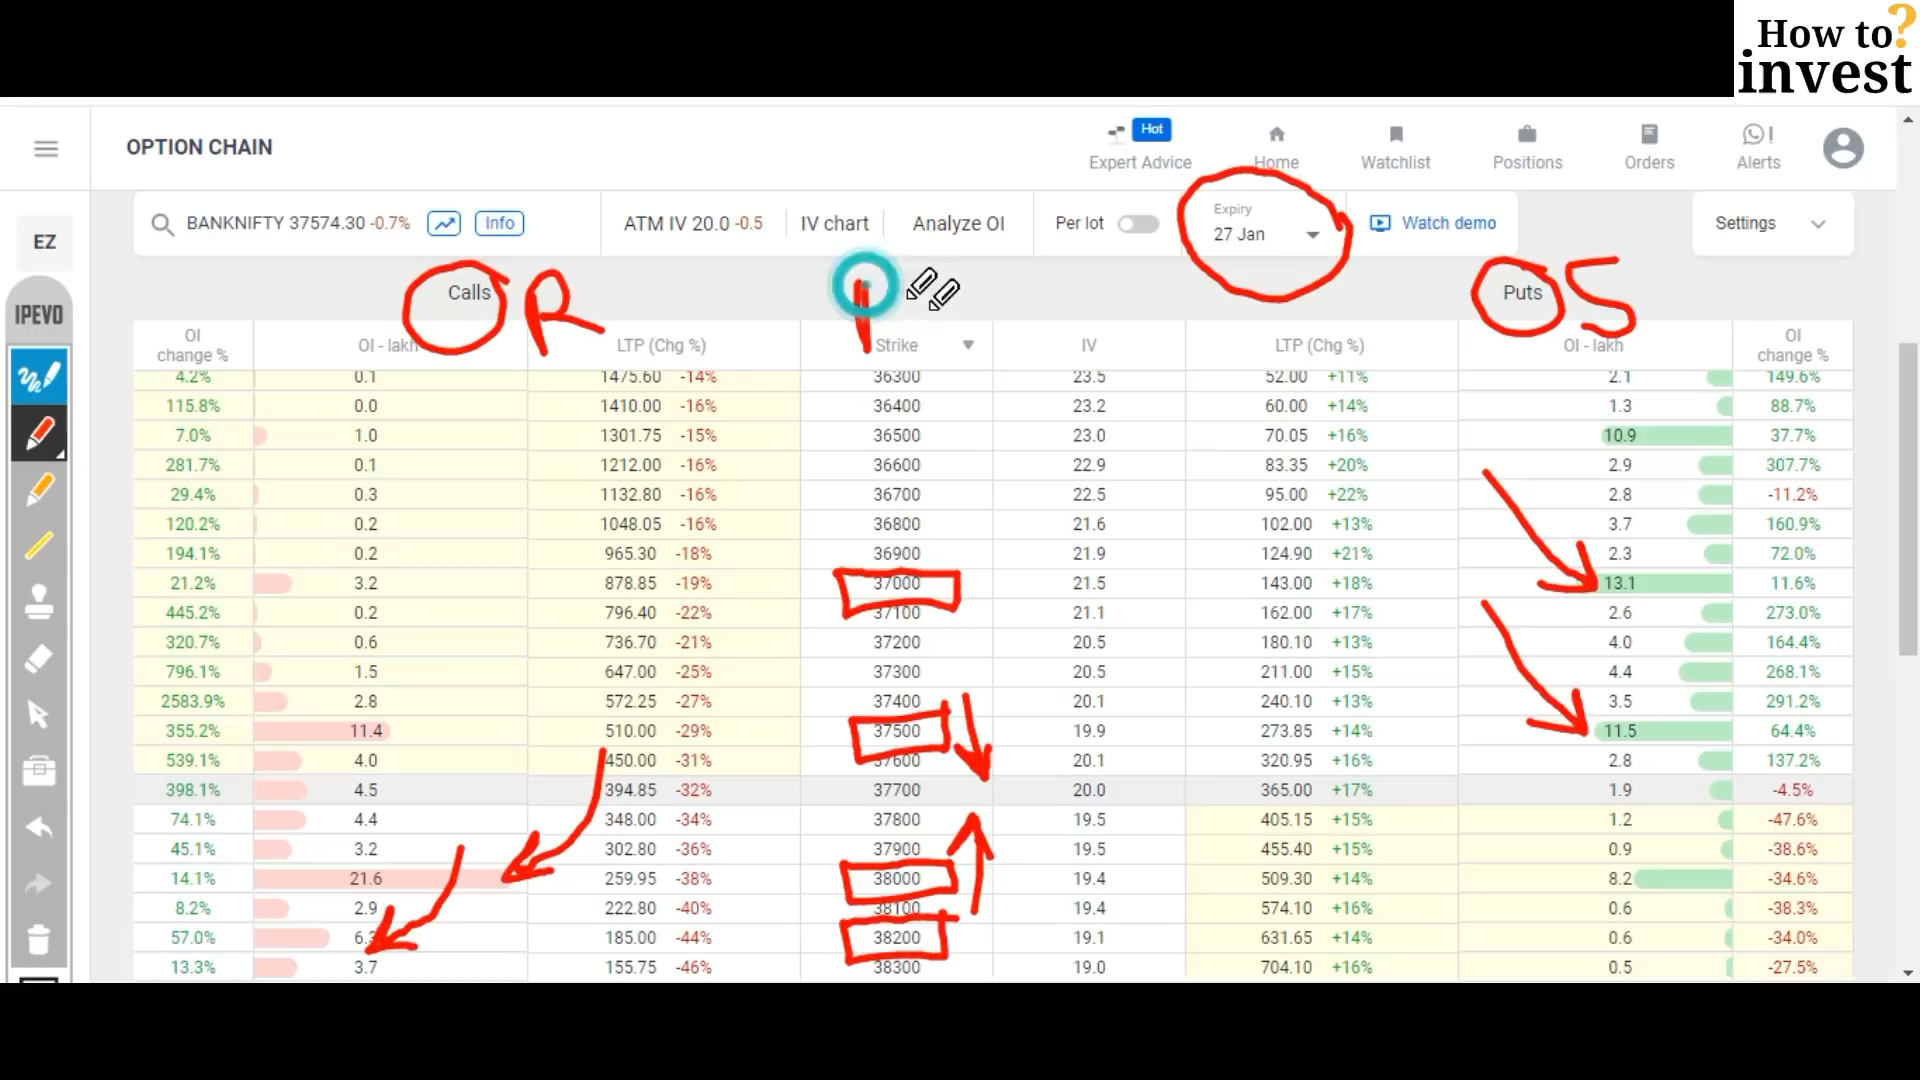 How to?
invest
OPTION CHAIN
Hot
Expert Advice Home Watchlist Positions Orders Alerts
EZ
BANKNIFTY 37574.30 -0.7% Info ATM IV 20.0 -0.5 IV chart Analyze OI Per lot Expiry 27 Jan Watch demo Settings
IPEVO
Calls R Puts S
OI change % OI - lakh LTP (Chg %) Strike IV LTP (Chg %) OI - lakh OI change %
4.2% 0.1 1475.60 -14% 36300 23.5 52.00 +11% 2.1 149.6%
115.8% 0.0 1410.00 -16% 36400 23.2 60.00 +14% 1.3 88.7%
7.0% 1.0 1301.75 -15% 36500 23.0 70.05 +16% 10.9 37.7%
281.7% 0.1 1212.00 -16% 36600 22.9 83.35 +20% 2.9 307.7%
29.4% 0.3 1132.80 -16% 36700 22.5 95.00 +22% 2.8 -11.2%
120.2% 0.2 1048.05 -16% 36800 21.6 102.00 +13% 3.7 160.9%
194.1% 0.2 965.30 -18% 36900 21.9 124.90 +21% 2.3 72.0%
21.2% 3.2 878.85 -19% 37000 21.5 143.00 +18% 13.1 11.6%
445.2% 0.2 796.40 -22% 37100 21.1 162.00 +17% 2.6 273.0%
320.7% 0.6 736.70 -21% 37200 20.5 180.10 +13% 4.0 164.4%
796.1% 1.5 647.00 -25% 37300 20.5 211.00 +15% 4.4 268.1%
2583.9% 2.8 572.25 -27% 37400 20.1 240.10 +13% 3.5 291.2%
355.2% 11.4 510.00 -29% 37500 19.9 273.85 +14% 11.5 64.4%
539.1% 4.0 450.00 -31% 37600 20.1 320.95 +16% 2.8 137.2%
398.1% 4.5 394.85 -32% 37700 20.0 365.00 +17% 1.9 -4.5%
74.1% 4.4 348.00 -34% 37800 19.5 405.15 +15% 1.2 -47.6%
45.1% 3.2 302.80 -36% 37900 19.5 455.40 +15% 0.9 -38.6%
14.1% 21.6 259.95 -38% 38000 19.4 509.30 +14% 8.2 -34.6%
8.2% 2.9 222.80 -40% 38100 19.4 574.10 +16% 0.6 -38.3%
57.0% 185.00 -44% 38200 19.1 631.65 +14% 0.6 -34.0%
13.3% 3.7 155.75 -46% 38300 19.0 704.10 +16% 0.5 -27.5%